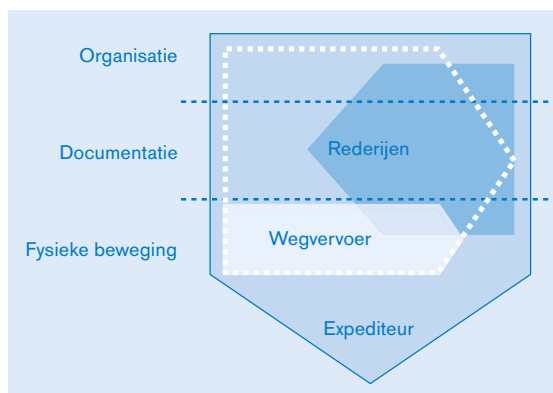 Organisatie
Documentatie
Rederijen
Fysieke beweging
Wegvervoer
Expediteur